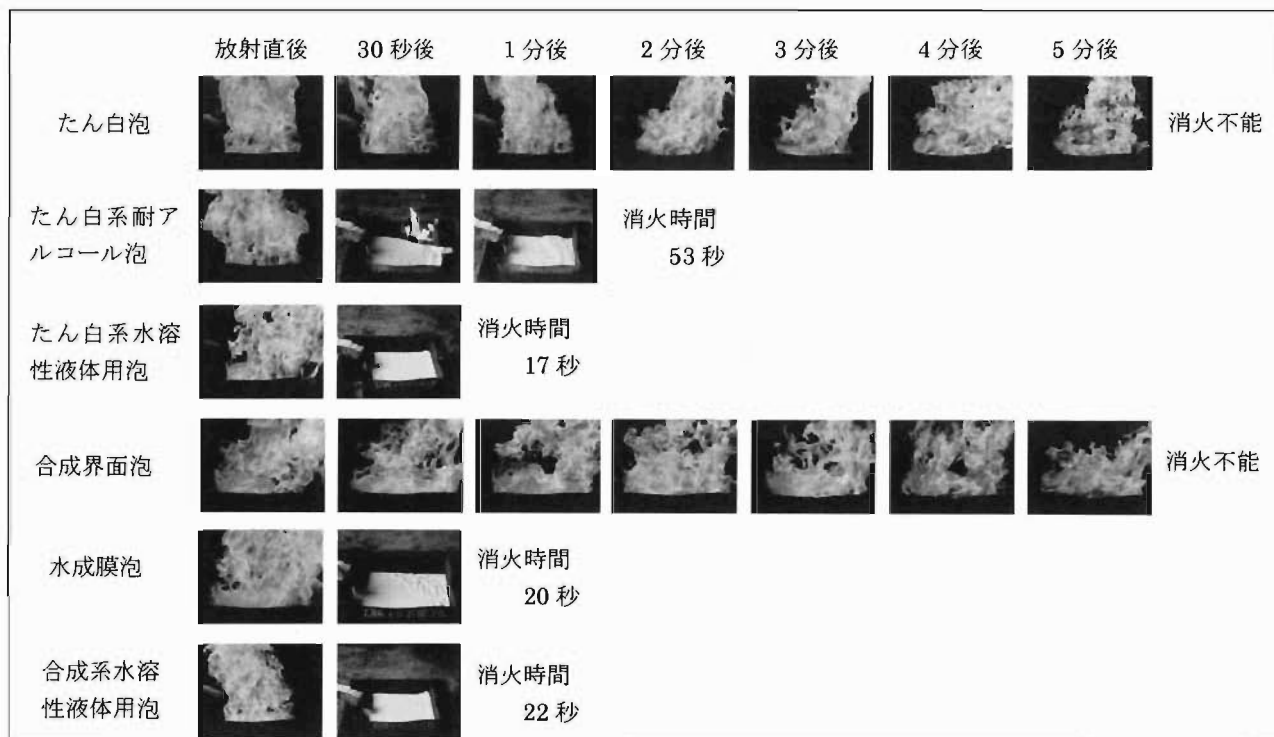 放射直後 30秒後 1分後 2分後 3分後 4分後 5分後
たん白泡
消火不能
たん白系耐ア
ルコール泡
消火時間
53秒
たん白系水溶
性液体用泡
消火時間
17秒
合成界面泡
消火不能
水成膜泡
消火時間
20秒
合成系水溶
性液体用泡
消火時間
22秒